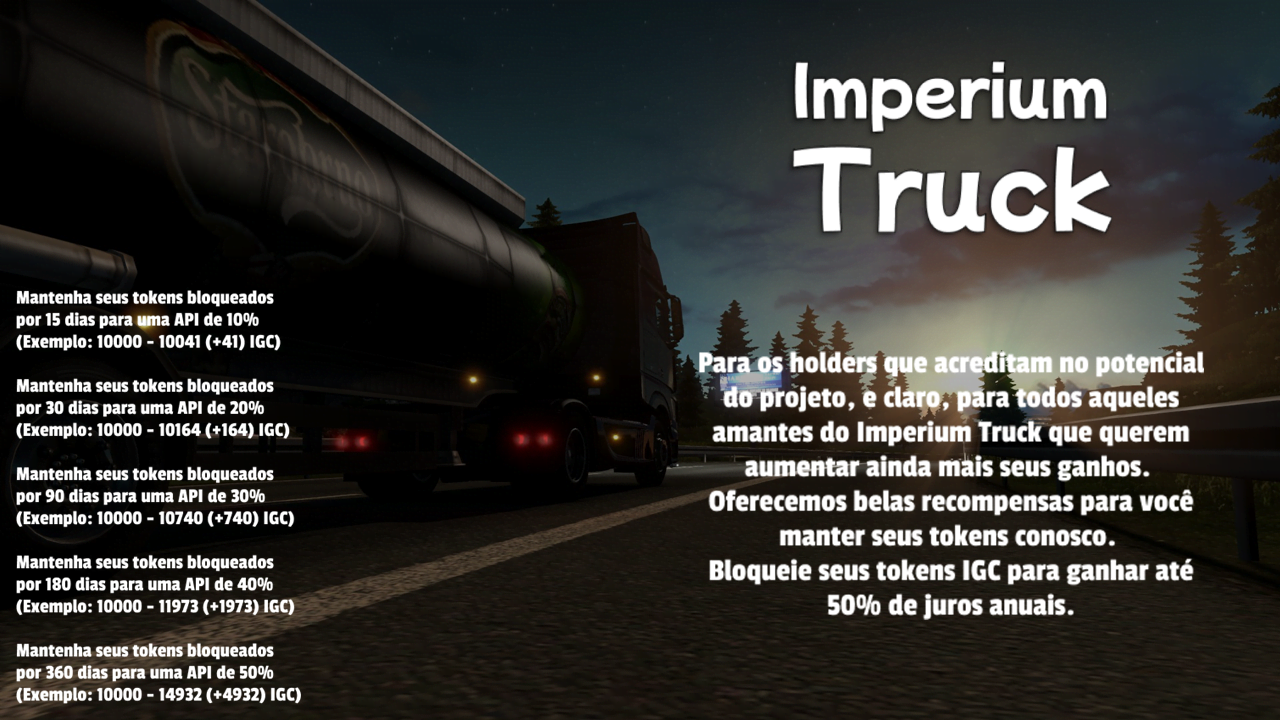 Imperium
Truck
Mantenha seus tokens bloqueados
por 15 dias para uma API de 10%
(Exemplo: 10000 - 10041 (+41) IGC)
Mantenha seus tokens bloqueados
por 30 dias para uma API de 20%
(Exemplo: 10000 - 10164 (+164) IGC)
Mantenha seus tokens bloqueados
por 90 dias para uma API de 30%
(Exemplo: 10000 - 10740 (+740) IGC)
Mantenha seus tokens bloqueados
por 180 dias para uma API de 40%
(Exemplo: 10000 - 11973 (+1973) IGC)
Mantenha seus tokens bloqueados
por 360 dias para uma API de 50%
(Exemplo: 10000 - 14932 (+4932) IGC)
Para os holders que acreditam no potencial
do projeto, e claro, para todos aqueles
amantes do Imperium Truck que querem
aumentar ainda mais seus ganhos.
Oferecemos belas recompensas para você
manter seus tokens conosco.
Bloqueie seus tokens IGC para ganhar até
50% de juros anuais.